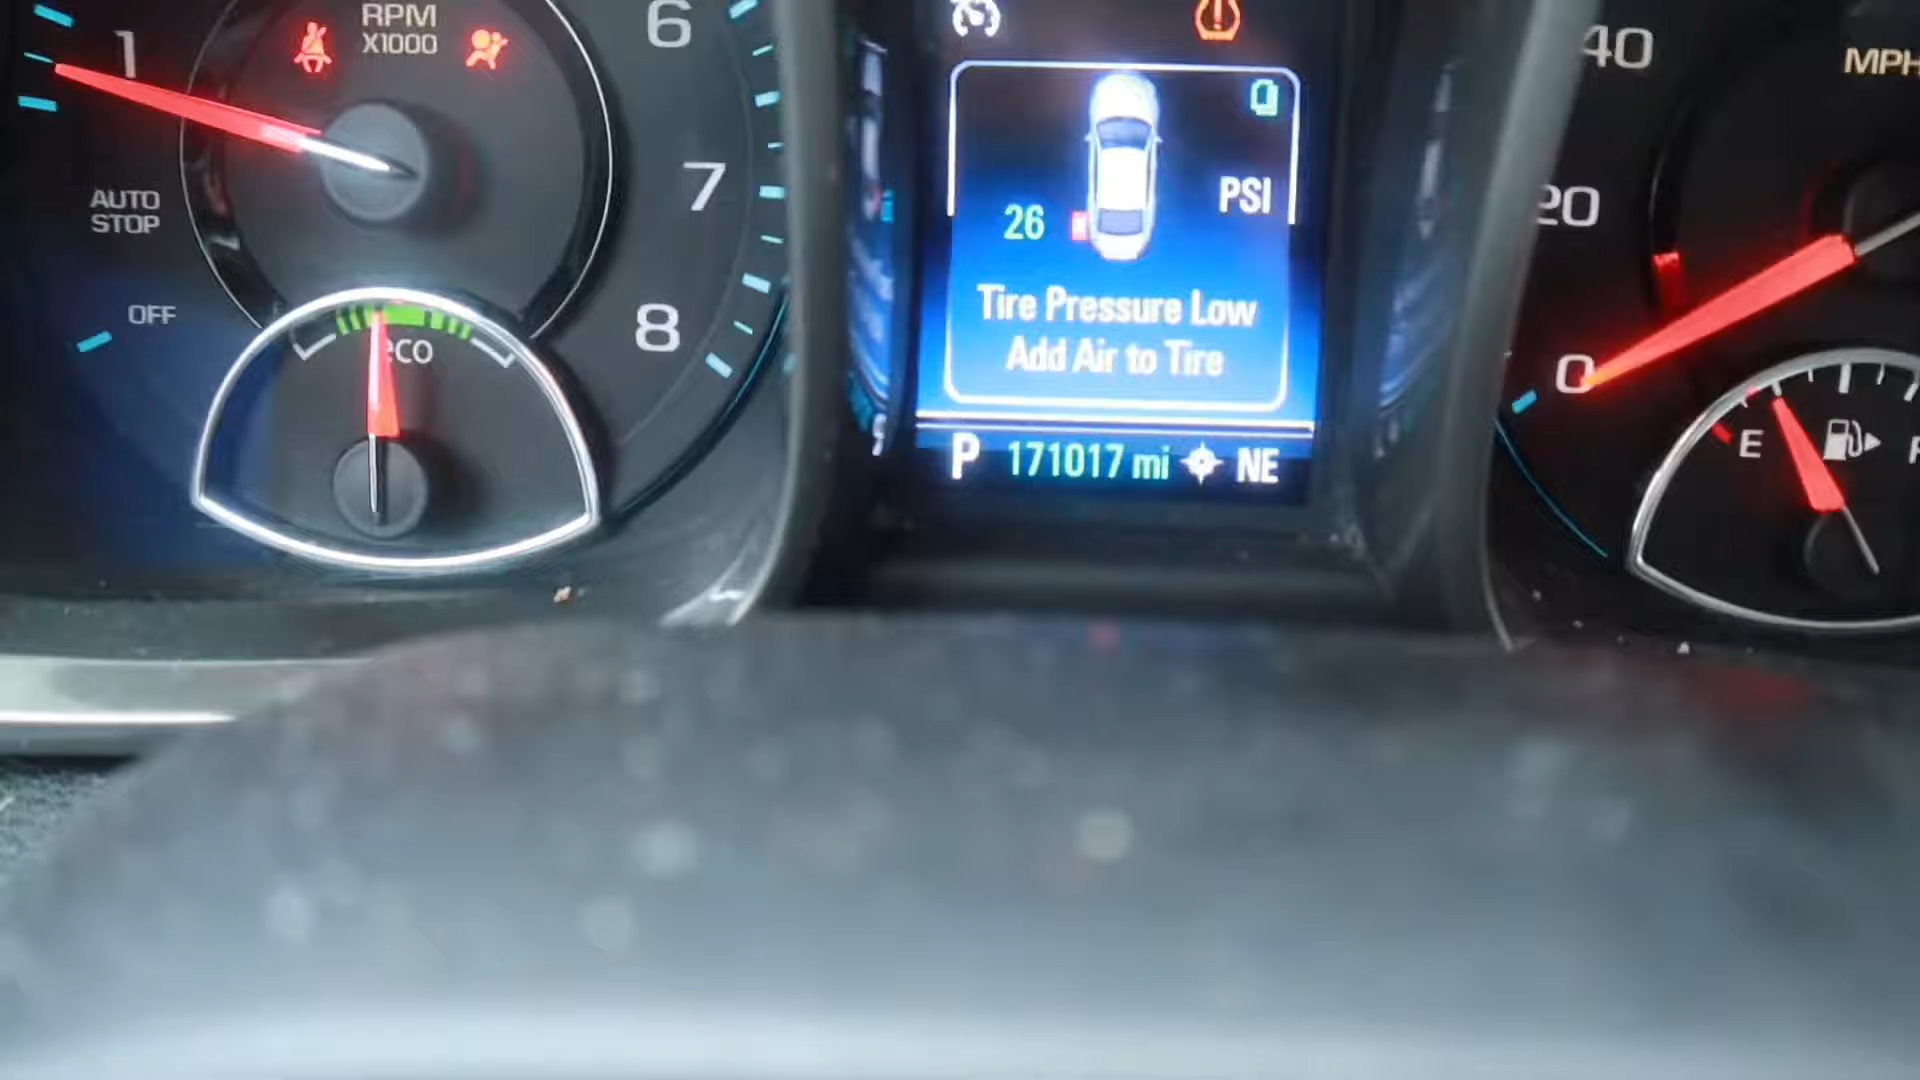 RPM
X1000
1
6
7
8
AUTO
STOP
OFF
eco
PSI
26
Tire Pressure Low
Add Air to Tire
P 171017 mi NE
40
MPH
20
0
E